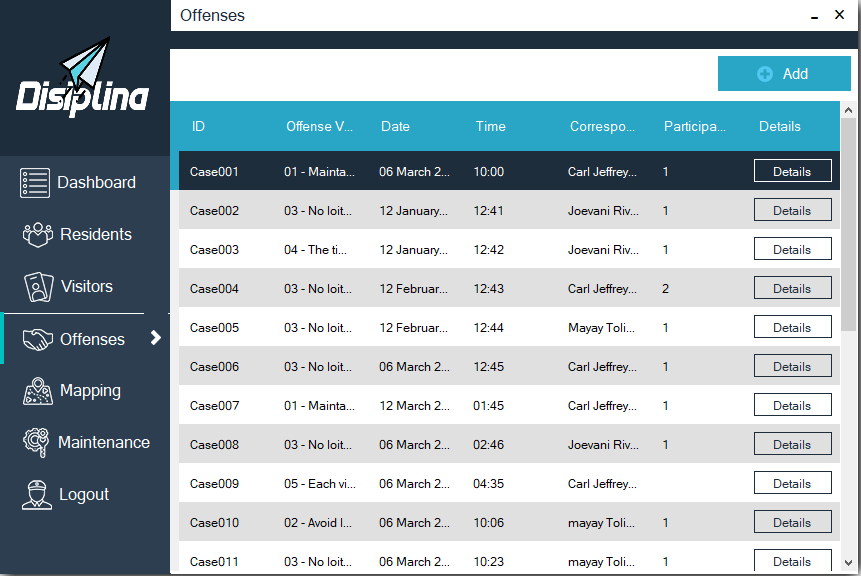 Offenses
Disiplina
Add
ID Offense V... Date Time Correspo... Participa... Details
Dashboard
Residents
Visitors
Offenses
Mapping
Maintenance
Logout
Case001 01 - Mainta... 06 March 2... 10:00 Carl Jeffrey... 1 Details
Case002 03 - No loit... 12 January... 12:41 Joevani Riv... 1 Details
Case003 04 - The ti... 12 January... 12:42 Joevani Riv... 1 Details
Case004 03 - No loit... 12 Februar... 12:43 Carl Jeffrey... 2 Details
Case005 03 - No loit... 12 Februar... 12:44 Mayay Toli... 1 Details
Case006 03 - No loit... 06 March 2... 12:45 Carl Jeffrey... 1 Details
Case007 01 - Mainta... 12 March 2... 01:45 Carl Jeffrey... 1 Details
Case008 03 - No loit... 06 March 2... 02:46 Joevani Riv... 1 Details
Case009 05 - Each vi... 06 March 2... 04:35 Carl Jeffrey... Details
Case010 02 - Avoid l... 06 March 2... 10:06 mayay Toli... 1 Details
Case011 03 - No loit... 06 March 2... 10:23 mayay Toli... 1 Details